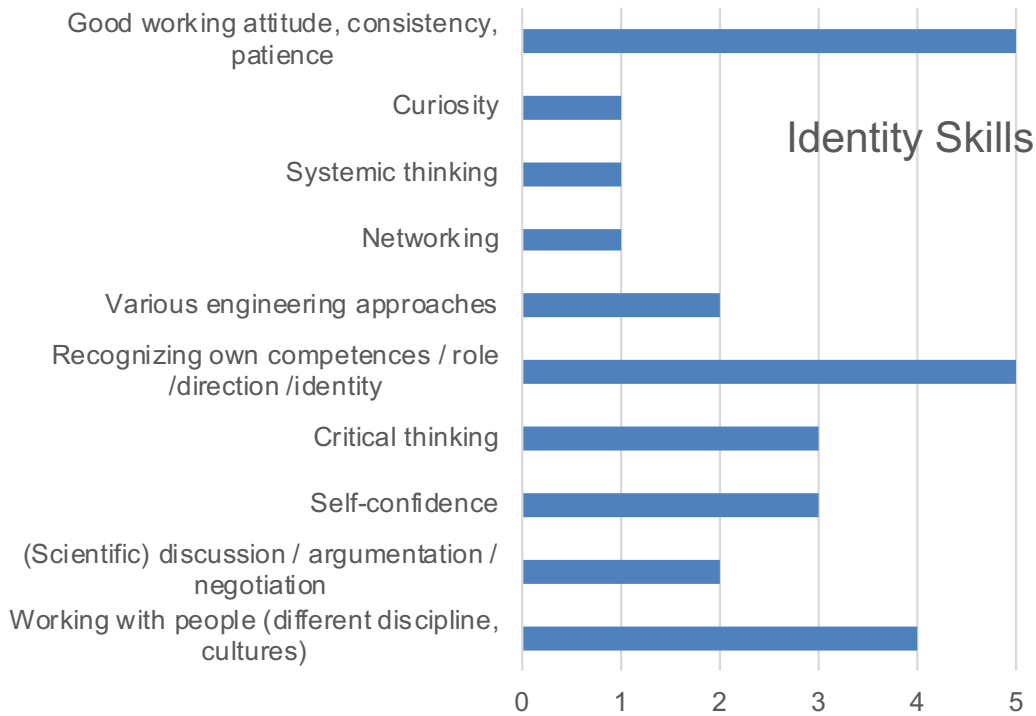 Good working attitude, consistency,
patience
Curiosity
Identity Skills
Systemic thinking
Networking
Various engineering approaches
Recognizing own competences / role
/direction /identity
Critical thinking
Self-confidence
(Scientific) discussion / argumentation /
negotiation
Working with people (different discipline,
cultures)
0 1 2 3 4 5